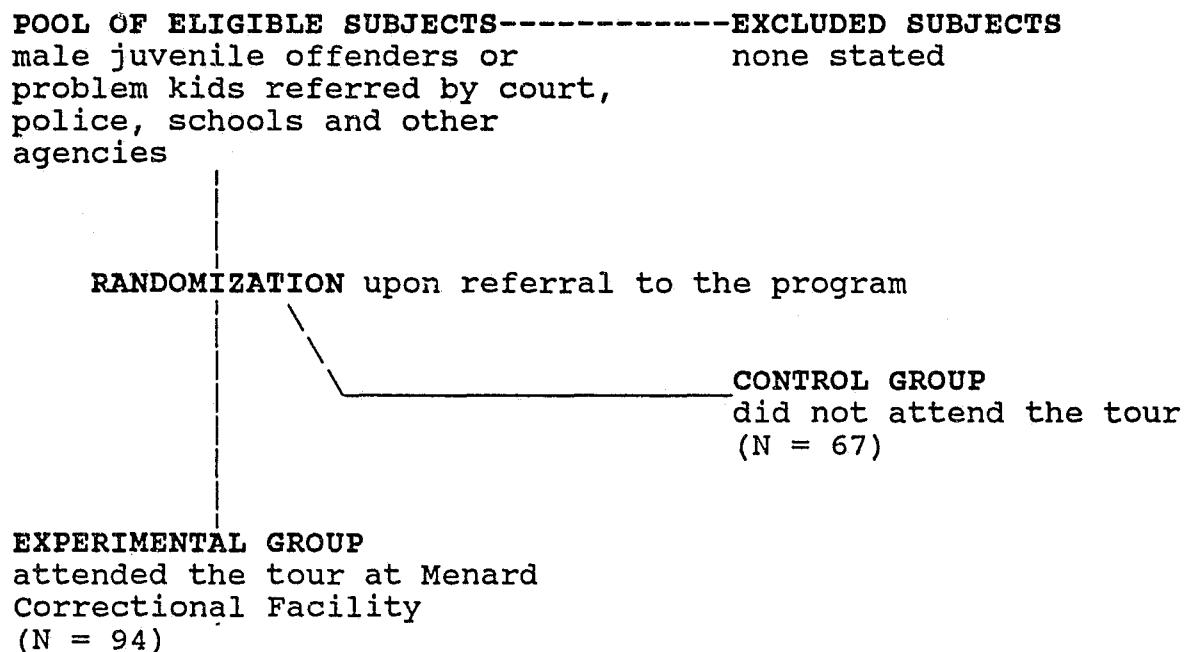 POOL OF ELIGIBLE SUBJECTS------------EXCLUDED SUBJECTS
male juvenile offenders or none stated
problem kids referred by court,
police, schools and other
agencies
RANDOMIZATION upon referral to the program
CONTROL GROUP
did not attend the tour
(N = 67)
EXPERIMENTAL GROUP
attended the tour at Menard
Correctional Facility
(N = 94)